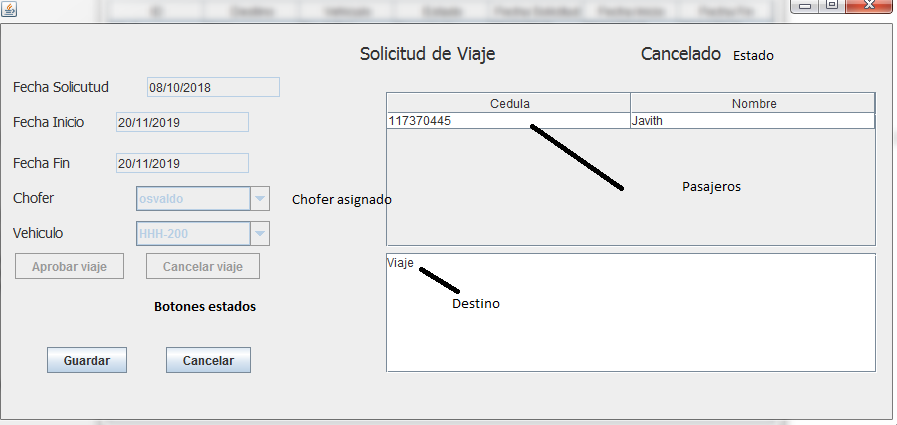 ID Destino Vehiculo Estado Fecha Solicitud Fecha Inicio Fecha Fin
Solicitud de Viaje
Cancelado Estado
Fecha Solicutud 08/10/2018
Fecha Inicio 20/11/2019
Fecha Fin 20/11/2019
Chofer osvaldo Chofer asignado
Vehiculo HHH-200
Aprobar viaje Cancelar viaje
Botones estados
Guardar Cancelar
Cedula Nombre
117370445 Javith
Pasajeros
Viaje
Destino